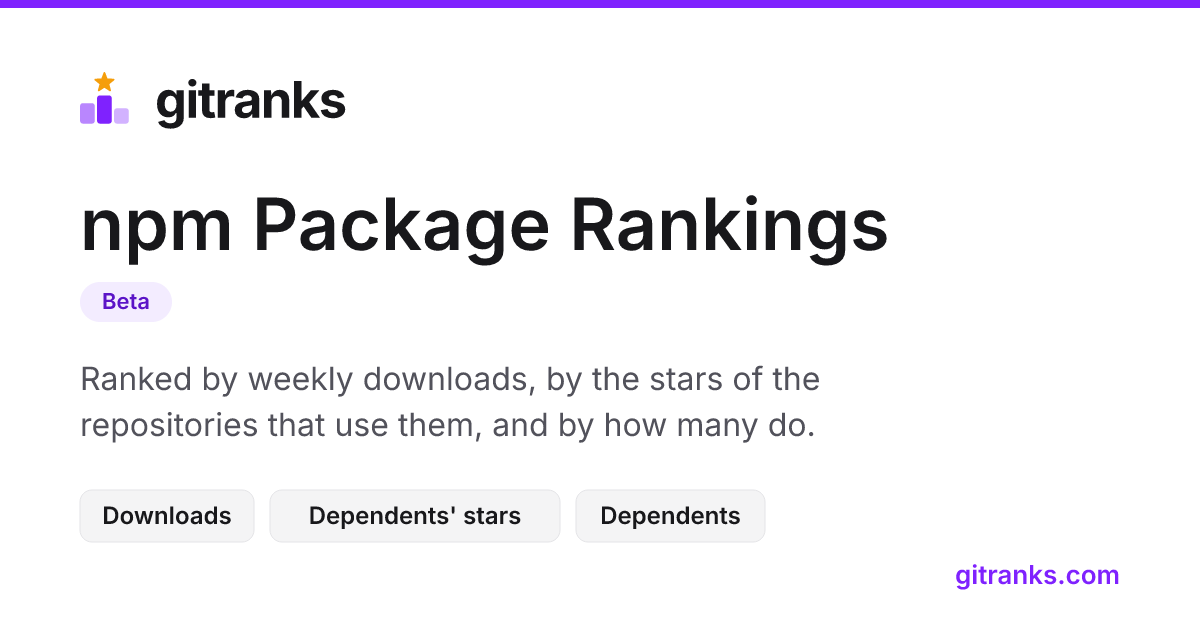 gitranks
npm Package Rankings
Beta
Ranked by weekly downloads, by the stars of the
repositories that use them, and by how many do.
Downloads
Dependents' stars
Dependents
gitranks.com